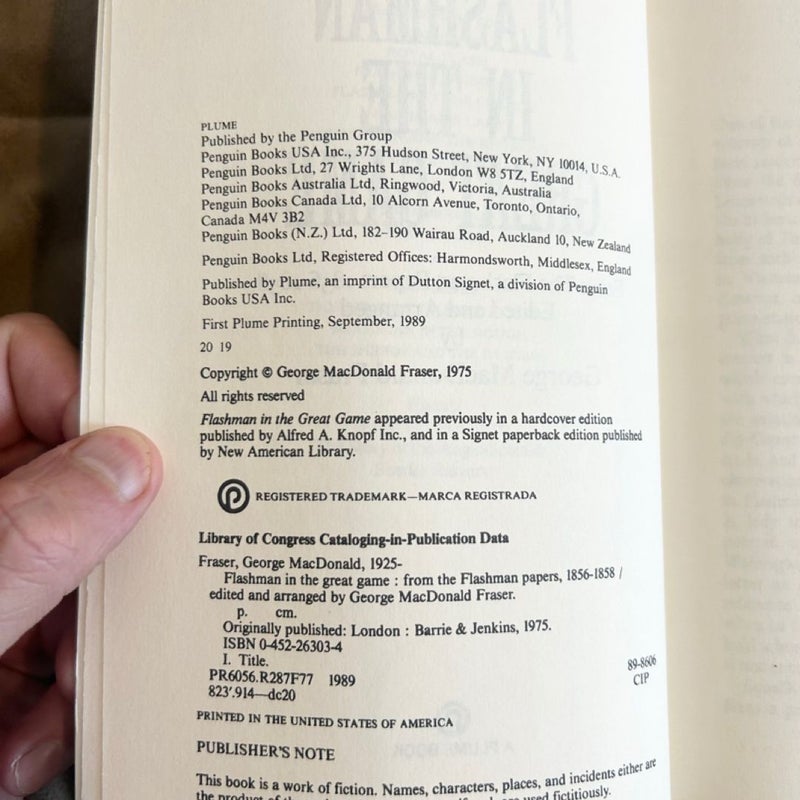 PLUME
Published by the Penguin Group
Penguin Books USA Inc., 375 Hudson Street, New York, NY 10014, U.S.A.
Penguin Books Ltd, 27 Wrights Lane, London W8 5TZ, England
Penguin Books Australia Ltd, Ringwood, Victoria, Australia
Penguin Books Canada Ltd, 10 Alcorn Avenue, Toronto, Ontario,
Canada M4V 3B2
Penguin Books (N.Z.) Ltd, 182–190 Wairau Road, Auckland 10, New Zealand
Penguin Books Ltd, Registered Offices: Harmondsworth, Middlesex, England
Published by Plume, an imprint of Dutton Signet, a division of Penguin
Books USA Inc.
First Plume Printing, September, 1989
20 19
Copyright © George MacDonald Fraser, 1975
All rights reserved
Flashman in the Great Game appeared previously in a hardcover edition
published by Alfred A. Knopf Inc., and in a Signet paperback edition published
by New American Library.
REGISTERED TRADEMARK—MARCA REGISTRADA
Library of Congress Cataloging-in-Publication Data
Fraser, George MacDonald, 1925-
Flashman in the great game : from the Flashman papers, 1856-1858 /
edited and arranged by George MacDonald Fraser.
p. cm.
Originally published: London : Barrie & Jenkins, 1975.
ISBN 0-452-26303-4
I. Title.
PR6056.R287F77 1989
823'.914—dc20
89-8606
CIP
PRINTED IN THE UNITED STATES OF AMERICA
PUBLISHER'S NOTE
This book is a work of fiction. Names, characters, places, and incidents either are
the product of the used fictitiously.